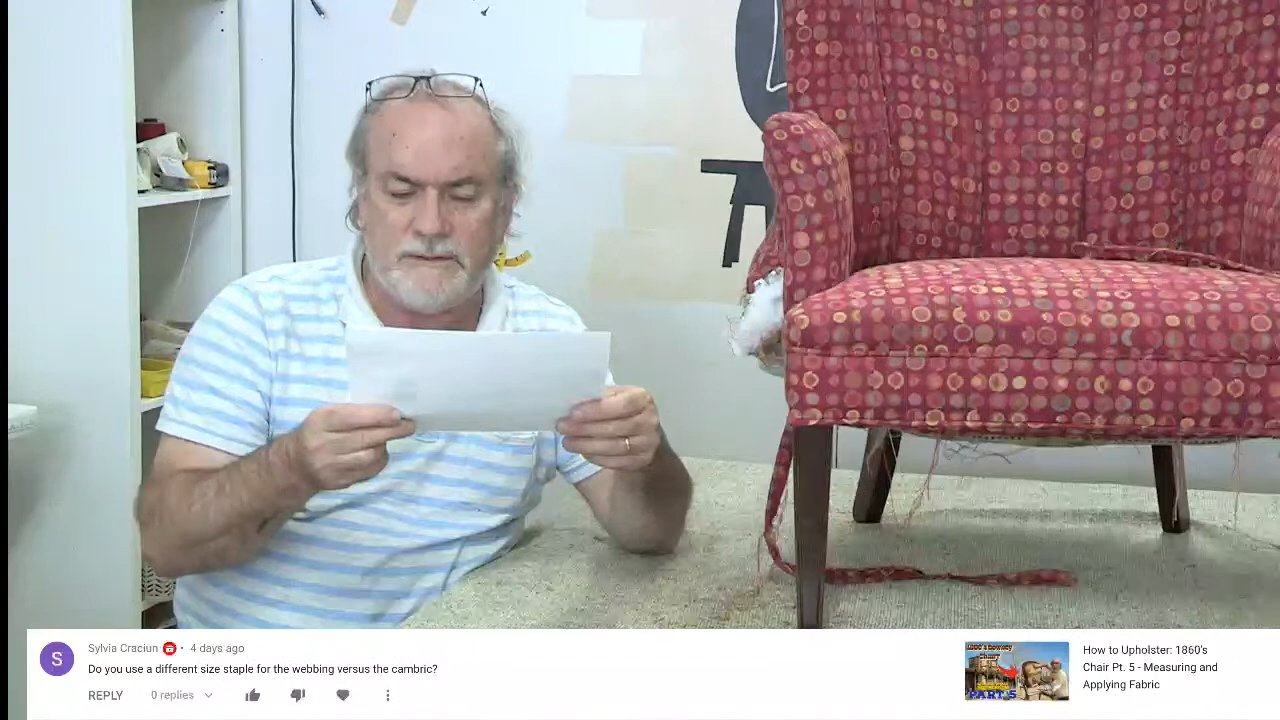 Sylvia Craciun • 4 days ago
Do you use a different size staple for the webbing versus the cambric?
REPLY 0 replies
S
How to Upholster: 1860's
Chair Pt. 5 - Measuring and
Applying Fabric
PART 5